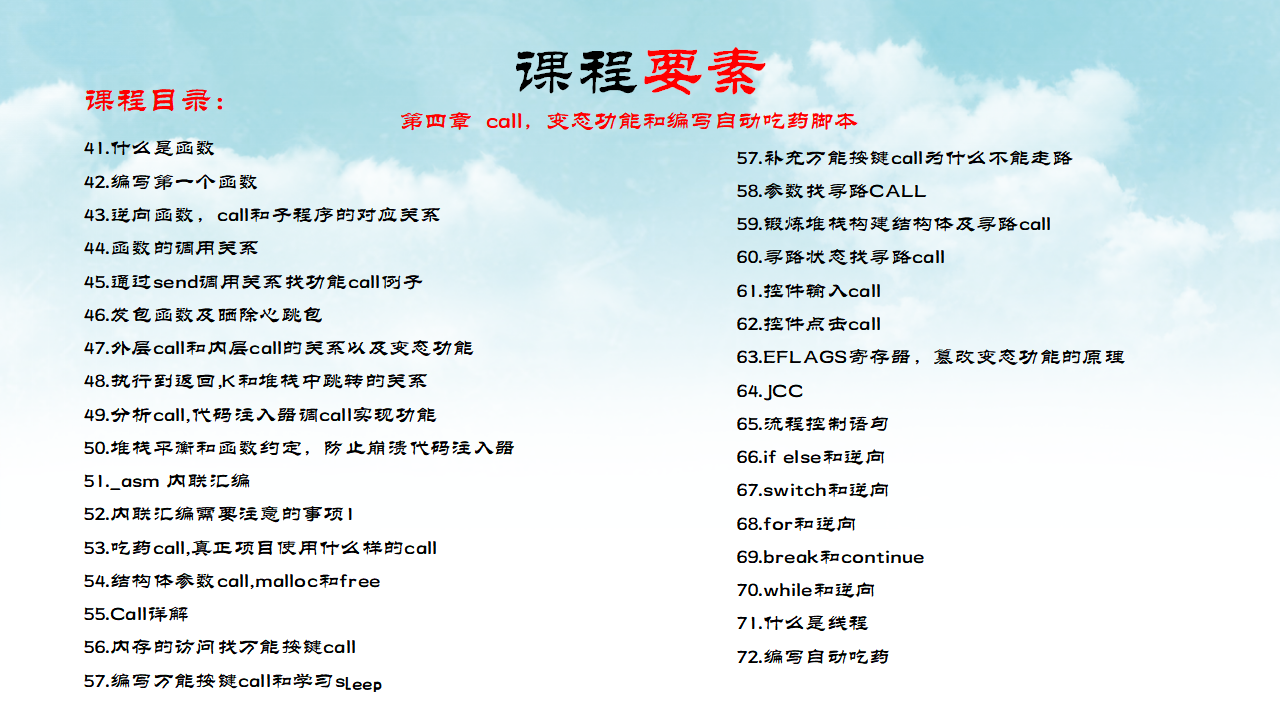 课程要素
课程目录：
第四章 call，变态功能和编写自动吃药脚本
41.什么是函数
42.编写第一个函数
43.逆向函数，call和子程序的对应关系
44.函数的调用关系
45.通过send调用关系找功能call例子
46.发包函数及晒除心跳包
47.外层call和内层call的关系以及变态功能
48.执行到返回,K和堆栈中跳转的关系
49.分析call,代码注入器调call实现功能
50.堆栈平衡和函数约定，防止崩溃代码注入器
51._asm 内联汇编
52.内联汇编需要注意的事项1
53.吃药call,真正项目使用什么样的call
54.结构体参数call,malloc和free
55.Call详解
56.内存的访问找万能按键call
57.编写万能按键call和学习sLeep
57.补充万能按键call为什么不能走路
58.参数找寻路CALL
59.锻炼堆栈构建结构体及寻路call
60.寻路状态找寻路call
61.控件输入call
62.控件点击call
63.EFLAGS寄存器，篡改变态功能的原理
64.JCC
65.流程控制语句
66.if else和逆向
67.switch和逆向
68.for和逆向
69.break和continue
70.while和逆向
71.什么是线程
72.编写自动吃药